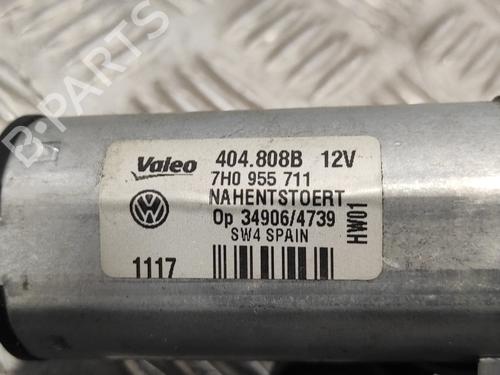 B-PARTS
Valeo 404.808B 12V
7H0 955 711
NAHENTSTOERT
Op 34906/4739
SW4 SPAIN
HW01
1117